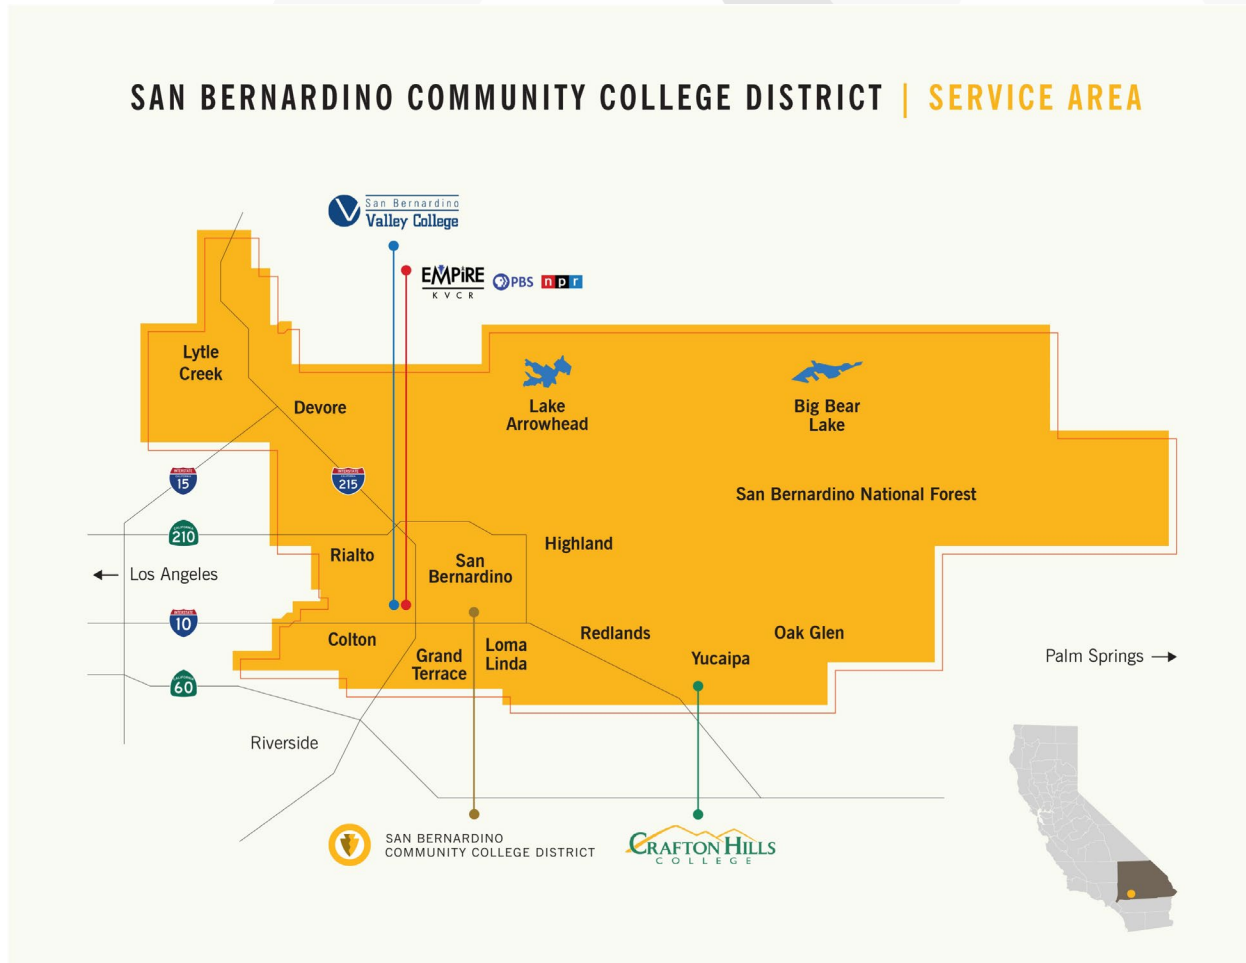 SAN BERNARDINO COMMUNITY COLLEGE DISTRICT | SERVICE AREA
San Bernardino
Valley College
EMPiRE
KVCR
PBS
npr
Lytle
Creek
Devore
Lake
Arrowhead
Big Bear
Lake
15
215
San Bernardino National Forest
CALIFORNIA
210
Rialto
San
Bernardino
Highland
Los Angeles
INTERSTATE
10
Colton
Grand
Terrace
Loma
Linda
Redlands
Oak Glen
Yucaipa
Palm Springs
CALIFORNIA
60
Riverside
SAN BERNARDINO
COMMUNITY COLLEGE DISTRICT
CRAFTON HILLS
COLLEGE